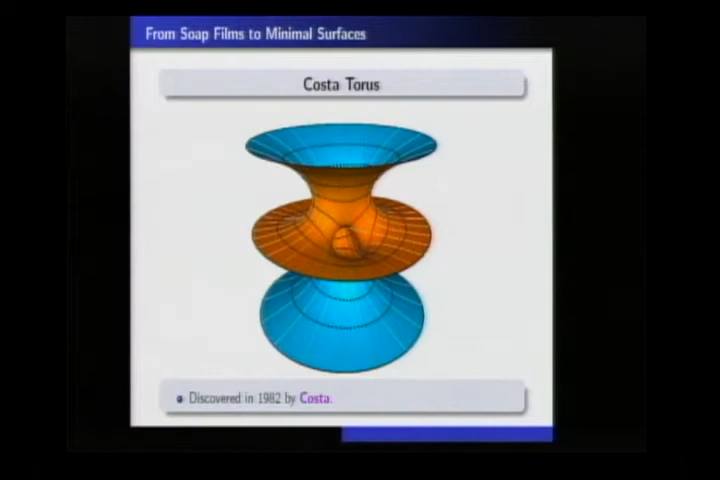 From Soap Films to Minimal Surfaces
Costa Torus
Discovered in 1982 by Costa.